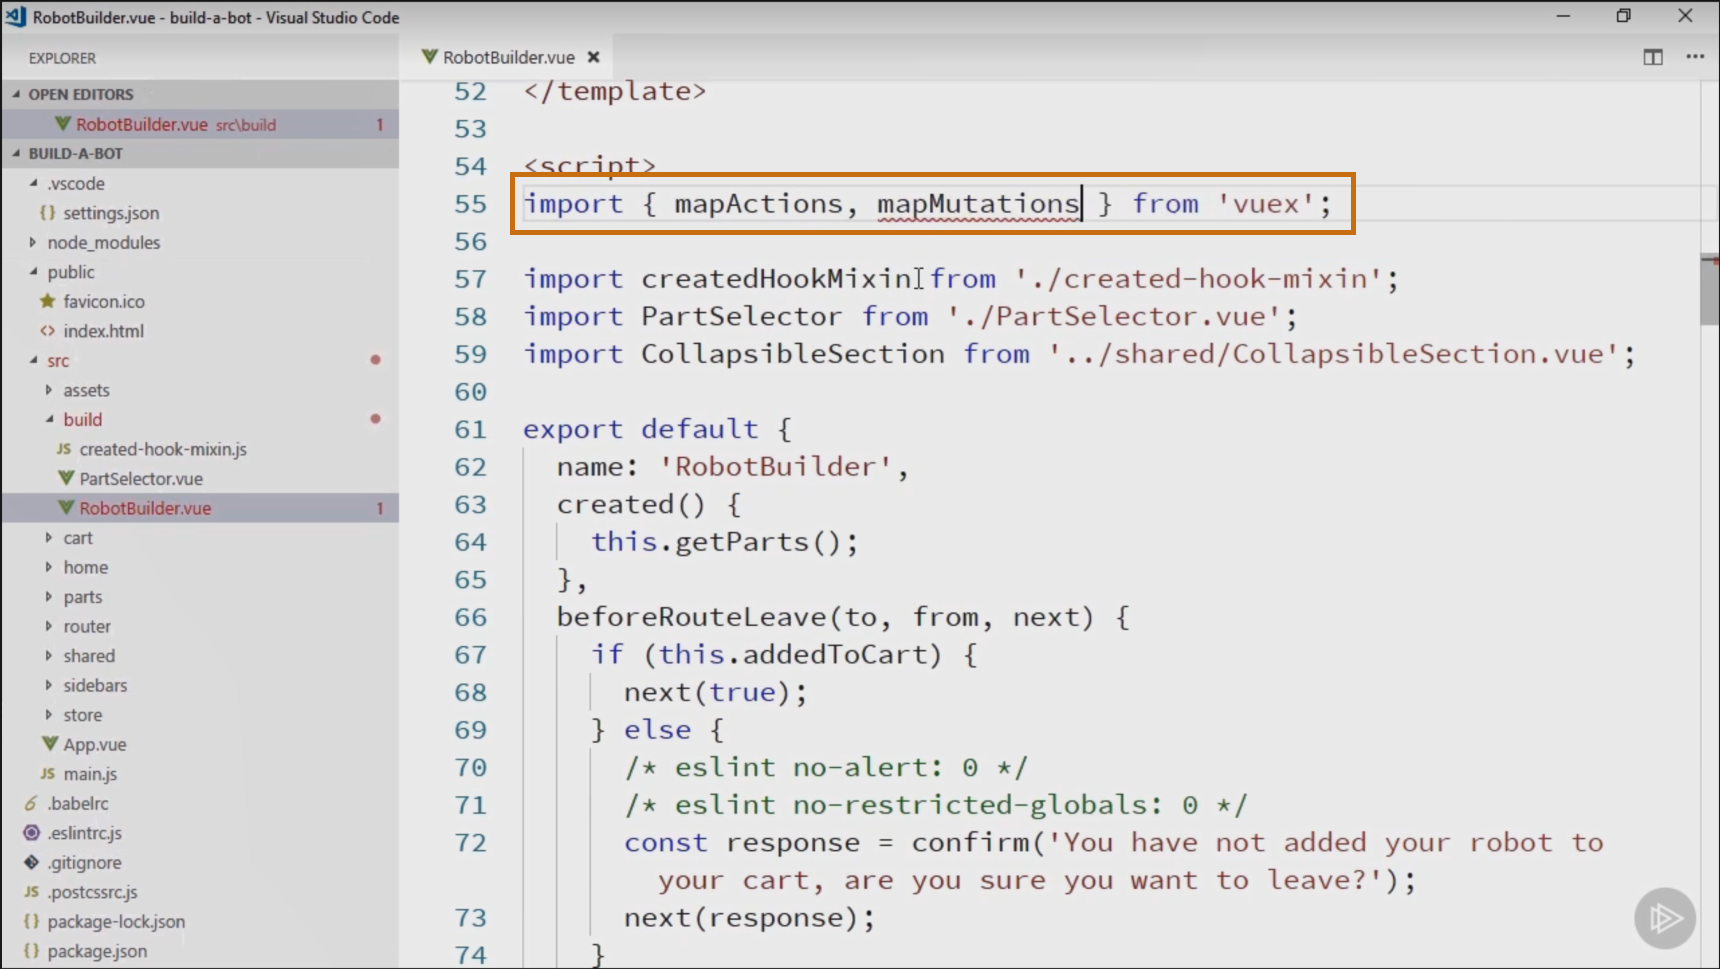 RobotBuilder.vue - build-a-bot - Visual Studio Code
EXPLORER
OPEN EDITORS
RobotBuilder.vue src\build 1
BUILD-A-BOT
.vscode
{} settings.json
node_modules
public
favicon.ico
<> index.html
src
assets
build
JS created-hook-mixin.js
PartSelector.vue
RobotBuilder.vue 1
cart
home
parts
router
shared
sidebars
store
App.vue
JS main.js
.babelrc
.eslintrc.js
.gitignore
JS .postcssrc.js
{} package-lock.json
{} package.json
RobotBuilder.vue
52 </template>
53
54 <script>
55 import { mapActions, mapMutations } from 'vuex';
56
57 import createdHookMixin from './created-hook-mixin';
58 import PartSelector from './PartSelector.vue';
59 import CollapsibleSection from '../shared/CollapsibleSection.vue';
60
61 export default {
62 name: 'RobotBuilder',
63 created() {
64 this.getParts();
65 },
66 beforeRouteLeave(to, from, next) {
67 if (this.addedToCart) {
68 next(true);
69 } else {
70 /* eslint no-alert: 0 */
71 /* eslint no-restricted-globals: 0 */
72 const response = confirm('You have not added your robot to
your cart, are you sure you want to leave?');
73 next(response);
74 }